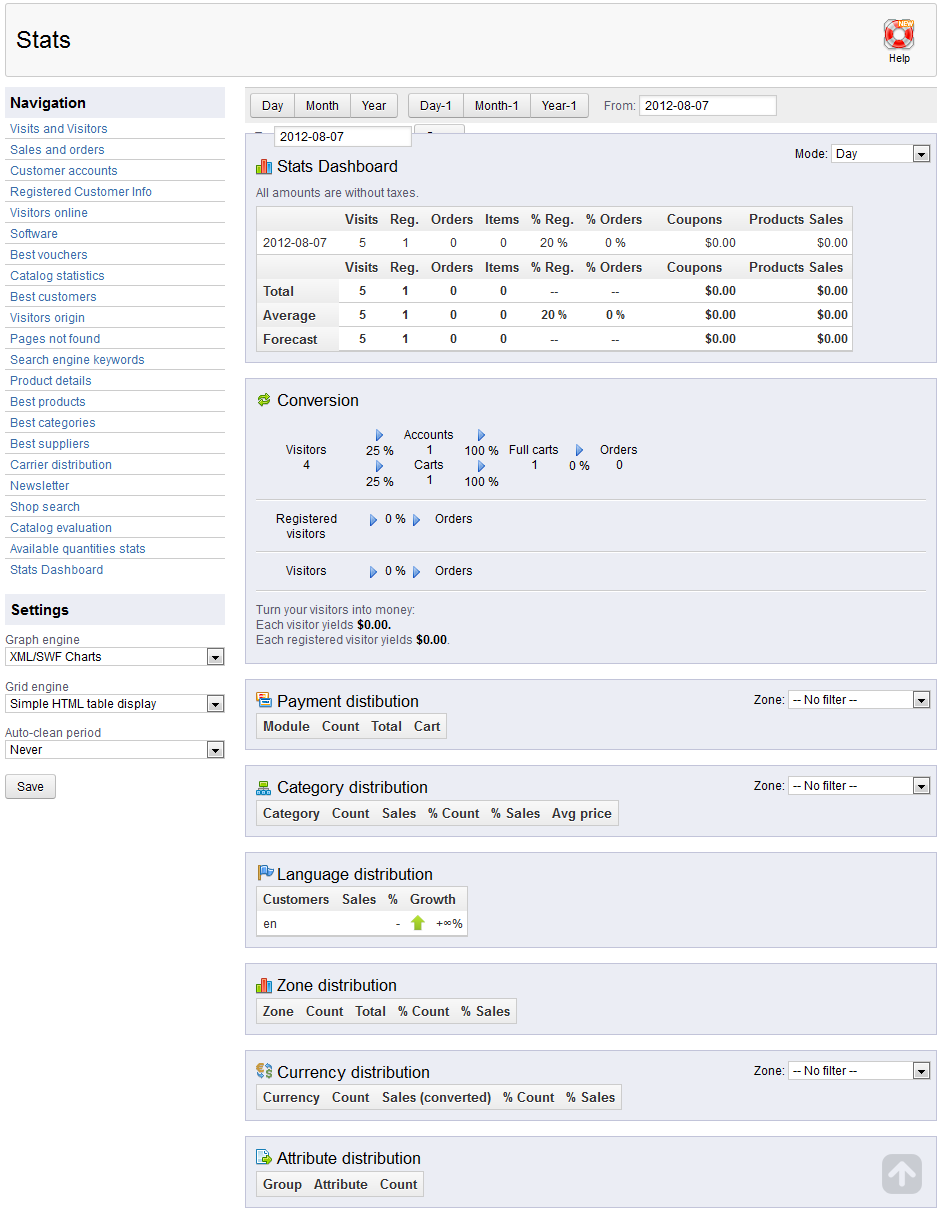 Stats
NEW
Help
Navigation
Visits and Visitors
Sales and orders
Customer accounts
Registered Customer Info
Visitors online
Software
Best vouchers
Catalog statistics
Best customers
Visitors origin
Pages not found
Search engine keywords
Product details
Best products
Best categories
Best suppliers
Carrier distribution
Newsletter
Shop search
Catalog evaluation
Available quantities stats
Stats Dashboard
Settings
Graph engine
XML/SWF Charts
Grid engine
Simple HTML table display
Auto-clean period
Never
Save
Day Month Year Day-1 Month-1 Year-1 From: 2012-08-07
2012-08-07
Mode: Day
Stats Dashboard
All amounts are without taxes.
Visits Reg. Orders Items % Reg. % Orders Coupons Products Sales
2012-08-07 5 1 0 0 20 % 0 % $0.00 $0.00
Visits Reg. Orders Items % Reg. % Orders Coupons Products Sales
Total 5 1 0 0 -- -- $0.00 $0.00
Average 5 1 0 0 20 % 0 % $0.00 $0.00
Forecast 5 1 0 0 -- -- $0.00 $0.00
Conversion
Accounts
Visitors 25 % 1 100 % Full carts Orders
4 Carts 1 0 % 0
25 % 1 100 %
Registered visitors 0 % Orders
Visitors 0 % Orders
Turn your visitors into money:
Each visitor yields $0.00.
Each registered visitor yields $0.00.
Payment distibution Zone: -- No filter --
Module Count Total Cart
Category distribution Zone: -- No filter --
Category Count Sales % Count % Sales Avg price
Language distribution
Customers Sales % Growth
en - +∞%
Zone distribution
Zone Count Total % Count % Sales
Currency distribution Zone: -- No filter --
Currency Count Sales (converted) % Count % Sales
Attribute distribution
Group Attribute Count